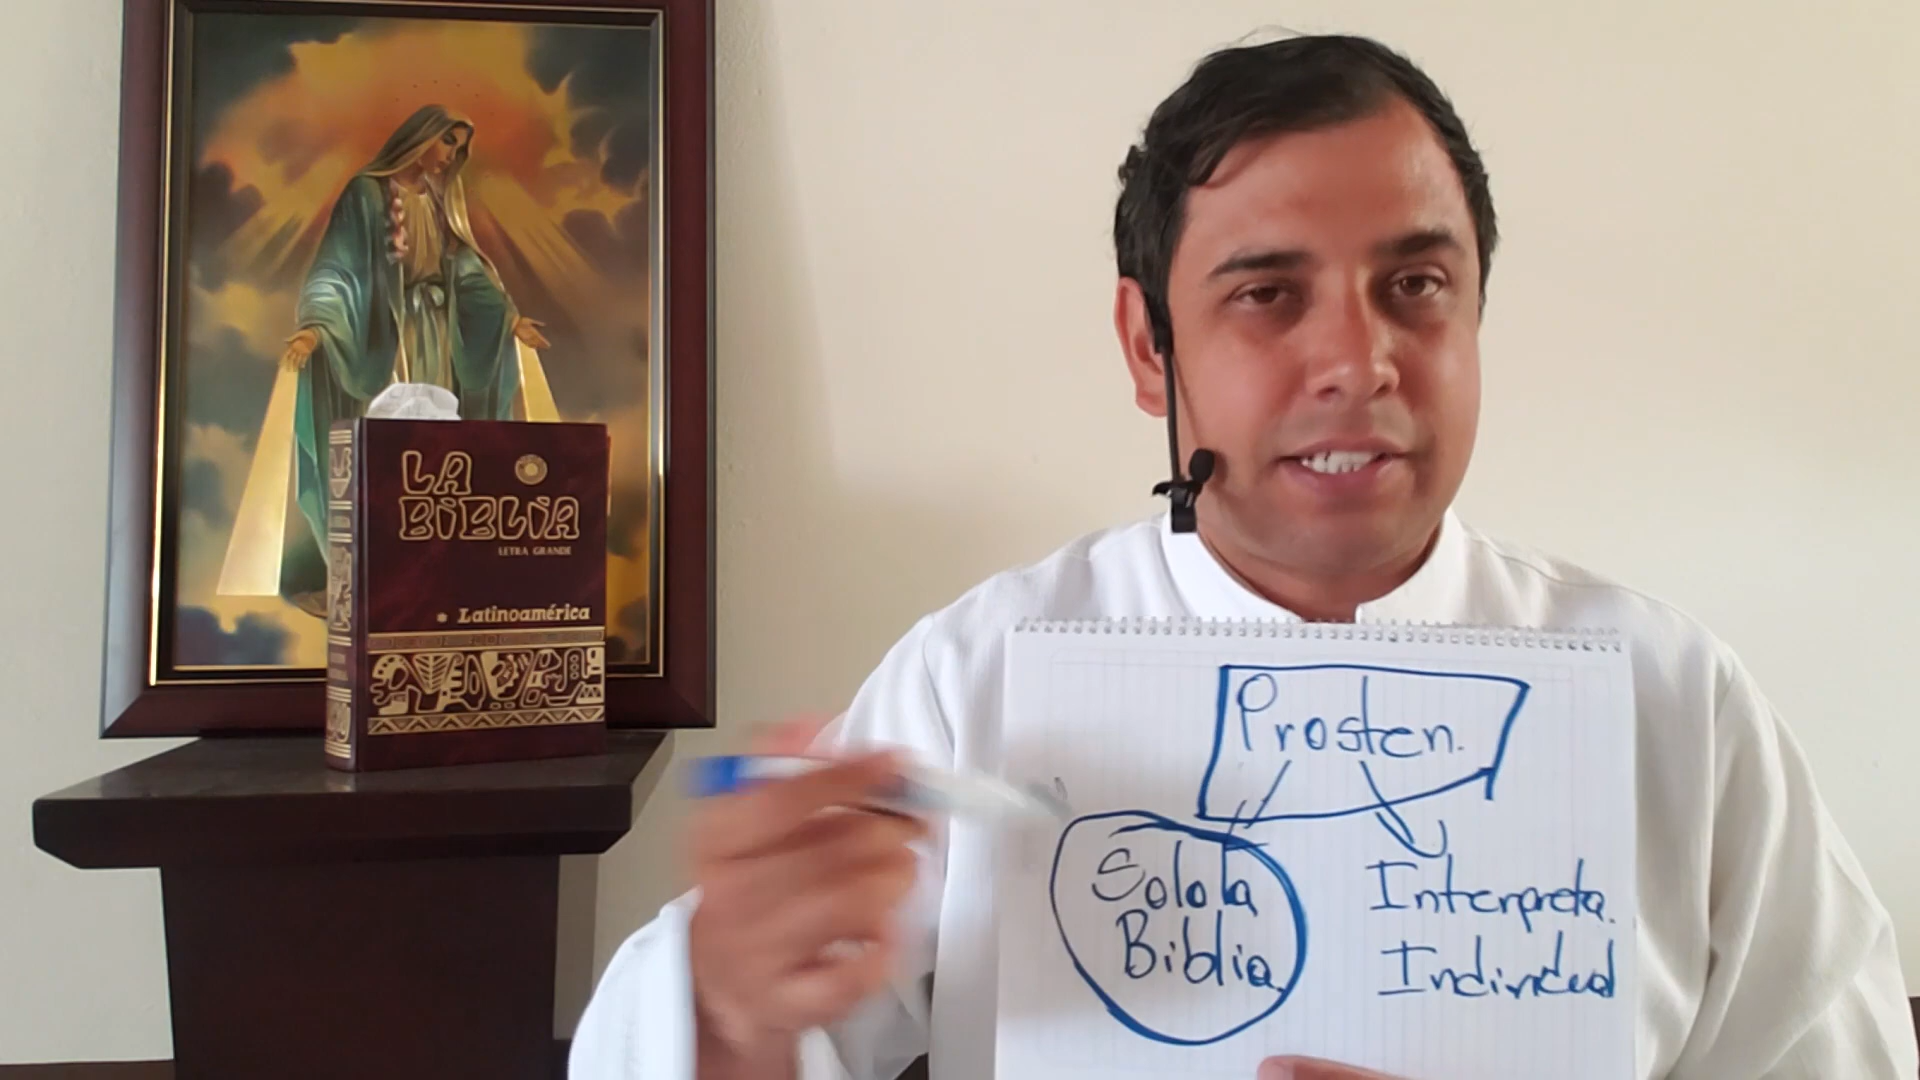 LA
BIBLIA
LETRA GRANDE
* Latinoamérica
Prosten.
Solo la
Biblia.
Interpreta.
Individual